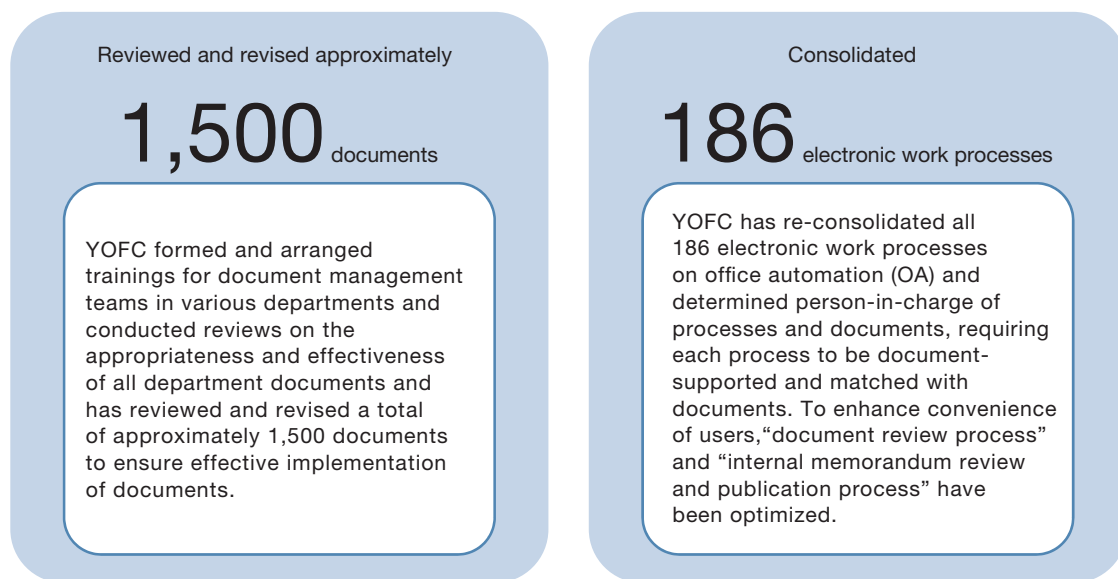 Reviewed and revised approximately
1,500 documents
YOFC formed and arranged
trainings for document management
teams in various departments and
conducted reviews on the
appropriateness and effectiveness
of all department documents and
has reviewed and revised a total
of approximately 1,500 documents
to ensure effective implementation
of documents.
Consolidated
186 electronic work processes
YOFC has re-consolidated all
186 electronic work processes
on office automation (OA) and
determined person-in-charge of
processes and documents, requiring
each process to be document-
supported and matched with
documents. To enhance convenience
of users,“document review process”
and “internal memorandum review
and publication process” have
been optimized.